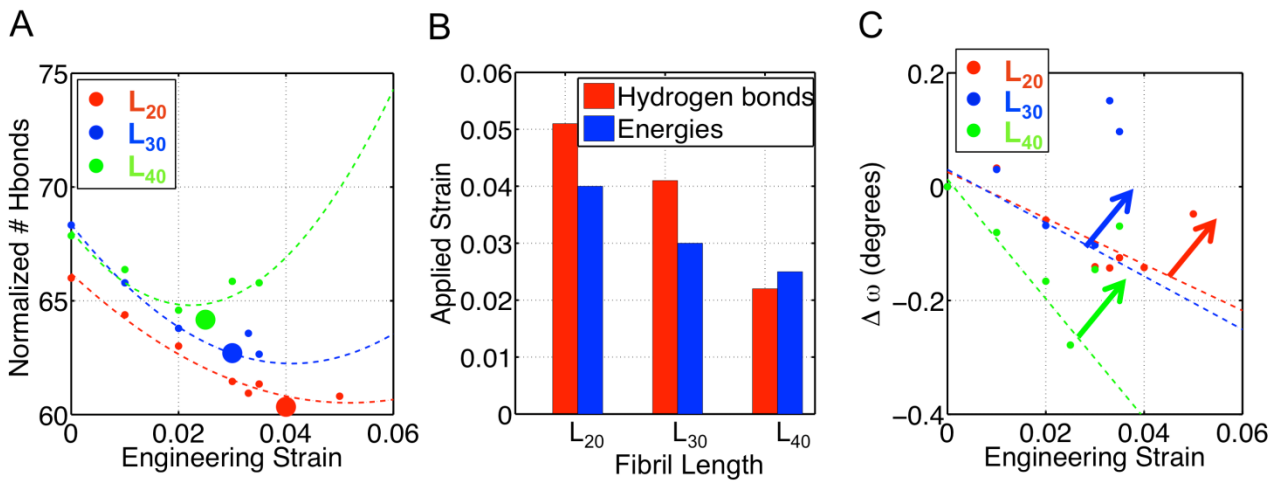 A
75
70
65
60
Normalized # Hbonds
L20
L30
L40
0
0.02
0.04
0.06
Engineering Strain
B
0.06
0.05
0.04
0.03
0.02
0.01
0
Applied Strain
Hydrogen bonds
Energies
L20
L30
L40
Fibril Length
C
0.2
0
−0.2
−0.4
Δ ω (degrees)
L20
L30
L40
0
0.02
0.04
0.06
Engineering Strain